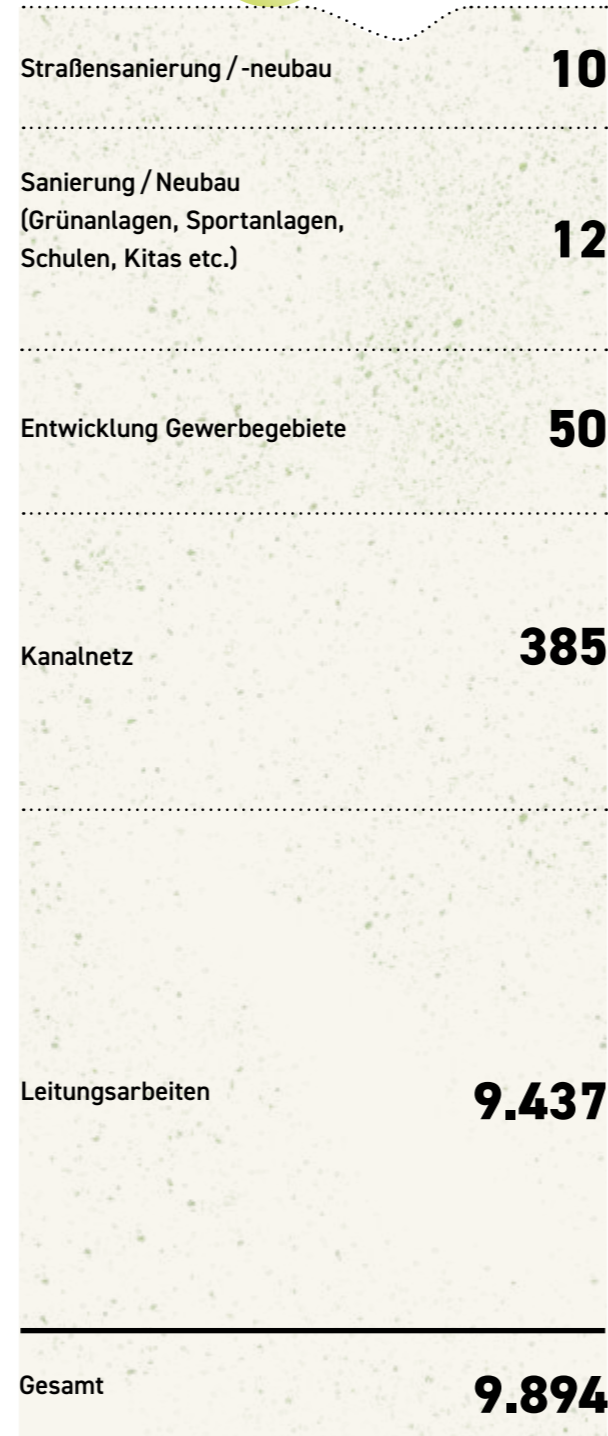 Straßensanierung / -neubau 10
Sanierung / Neubau
(Grünanlagen, Sportanlagen,
Schulen, Kitas etc.) 12
Entwicklung Gewerbegebiete 50
Kanalnetz 385
Leitungsarbeiten 9.437
Gesamt 9.894